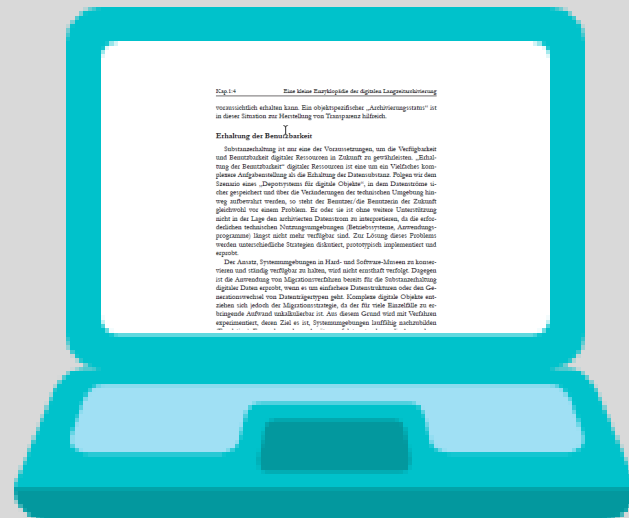 Kap.1:4 Eine kleine Enzyklopädie der digitalen Langzeitarchivierung
voraussichtlich erhalten kann. Ein objektspezifischer „Archivierungsstatus“ ist
in dieser Situation zur Herstellung von Transparenz hilfreich.
Erhaltung der Benutzbarkeit
Substanzerhaltung ist nur eine der Voraussetzungen, um die Verfügbarkeit
und Benutzbarkeit digitaler Ressourcen in Zukunft zu gewährleisten. „Erhal-
tung der Benutzbarkeit“ digitaler Ressourcen ist eine um ein Vielfaches kom-
plexere Aufgabenstellung als die Erhaltung der Datensubstanz. Folgen wir dem
Szenario eines „Depotsystems für digitale Objekte“, in dem Datenströme si-
cher gespeichert und über die Veränderungen der technischen Umgebung hin-
weg aufbewahrt werden, so steht der Benutzer/die Benutzerin der Zukunft
gleichwohl vor einem Problem. Er oder sie ist ohne weitere Unterstützung
nicht in der Lage den archivierten Datenstrom zu interpretieren, da die erfor-
derlichen technischen Nutzungsumgebungen (Betriebssysteme, Anwendungs-
programme) längst nicht mehr verfügbar sind. Zur Lösung dieses Problems
werden unterschiedliche Strategien diskutiert, prototypisch implementiert und
erprobt.
Der Ansatz, Systemumgebungen in Hard- und Software-Museen zu konser-
vieren und ständig verfügbar zu halten, wird nicht ernsthaft verfolgt. Dagegen
ist die Anwendung von Migrationsverfahren bereits für die Substanzerhaltung
digitaler Daten erprobt, wenn es um einfachere Datenstrukturen oder den Ge-
nerationswechsel von Datenträgertypen geht. Komplexe digitale Objekte ent-
ziehen sich jedoch der Migrationsstrategie, da der für viele Einzelfälle zu er-
bringende Aufwand unkalkulierbar ist. Aus diesem Grund wird mit Verfahren
experimentiert, deren Ziel es ist, Systemumgebungen lauffähig nachzubilden